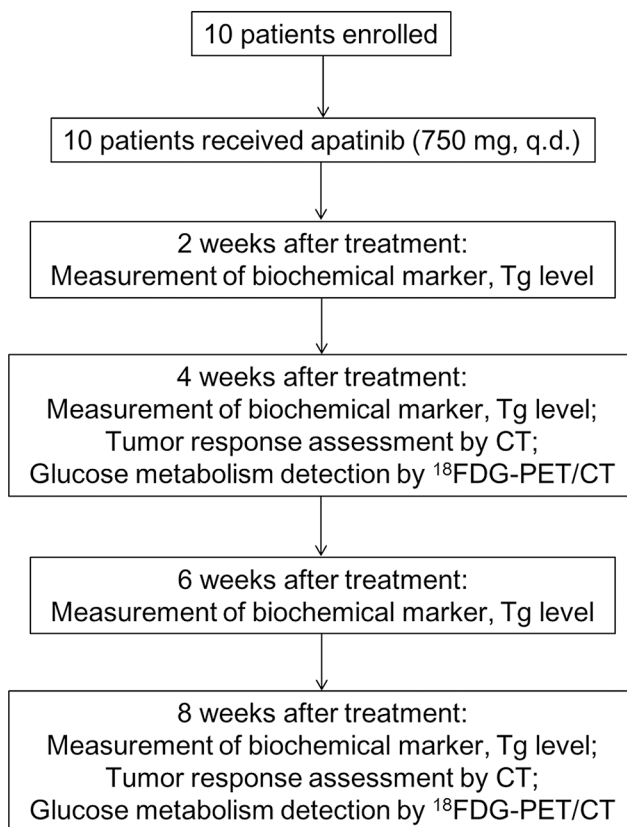 10 patients enrolled
10 patients received apatinib (750 mg, q.d.)
2 weeks after treatment:
Measurement of biochemical marker, Tg level
4 weeks after treatment:
Measurement of biochemical marker, Tg level;
Tumor response assessment by CT;
Glucose metabolism detection by ¹⁸FDG-PET/CT
6 weeks after treatment:
Measurement of biochemical marker, Tg level
8 weeks after treatment:
Measurement of biochemical marker, Tg level;
Tumor response assessment by CT;
Glucose metabolism detection by ¹⁸FDG-PET/CT